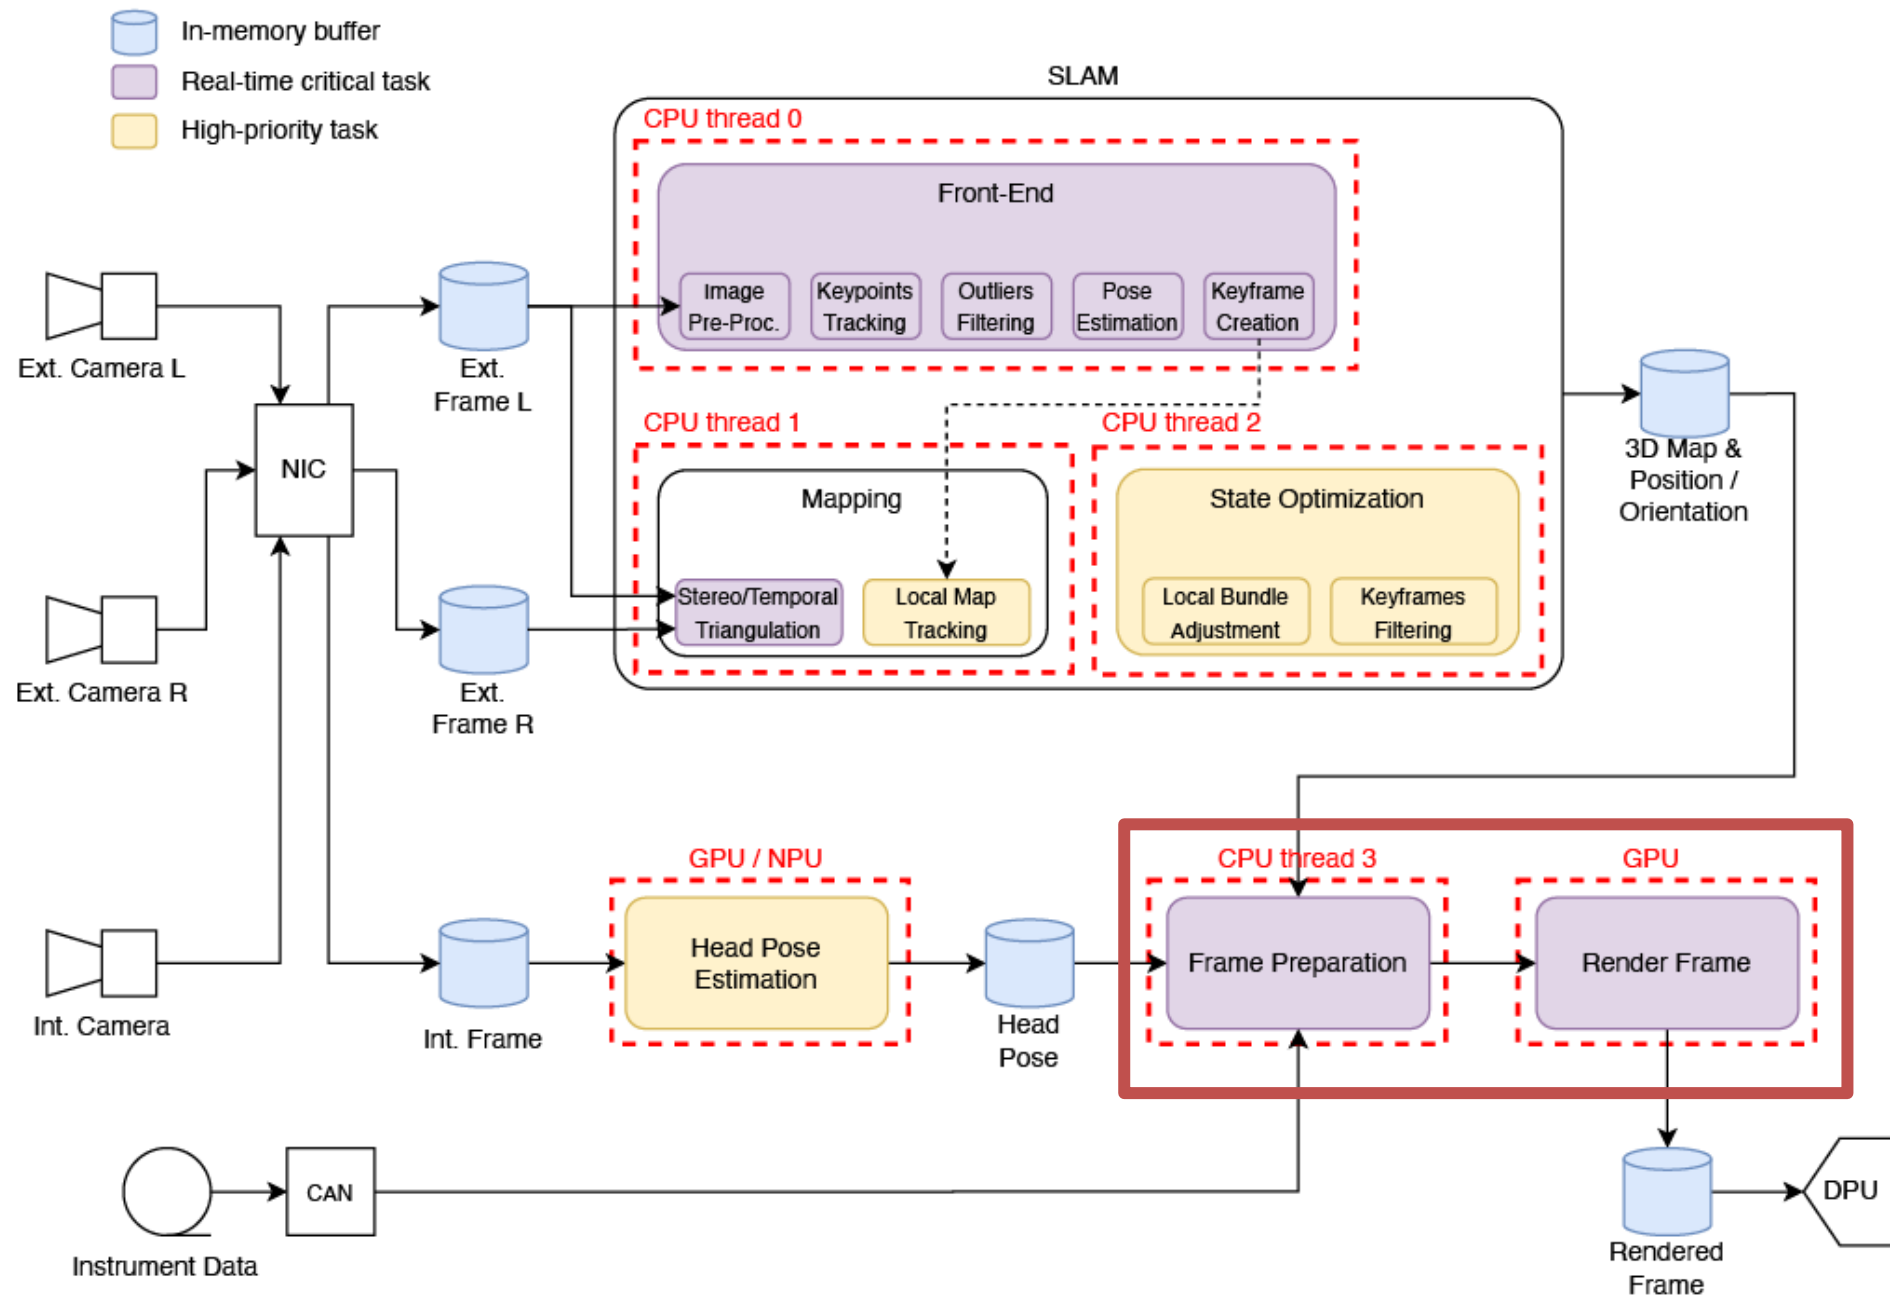 In-memory buffer
Real-time critical task
High-priority task
SLAM
CPU thread 0
Front-End
Image
Pre-Proc.
Keypoints
Tracking
Outliers
Filtering
Pose
Estimation
Keyframe
Creation
Ext. Camera L
Ext.
Frame L
NIC
CPU thread 1
Mapping
Stereo/Temporal
Triangulation
Local Map
Tracking
CPU thread 2
State Optimization
Local Bundle
Adjustment
Keyframes
Filtering
3D Map &
Position /
Orientation
Ext. Camera R
Ext.
Frame R
GPU / NPU
Head Pose
Estimation
CPU thread 3
Frame Preparation
GPU
Render Frame
Int. Camera
Int. Frame
Head
Pose
Instrument Data
CAN
Rendered
Frame
DPU